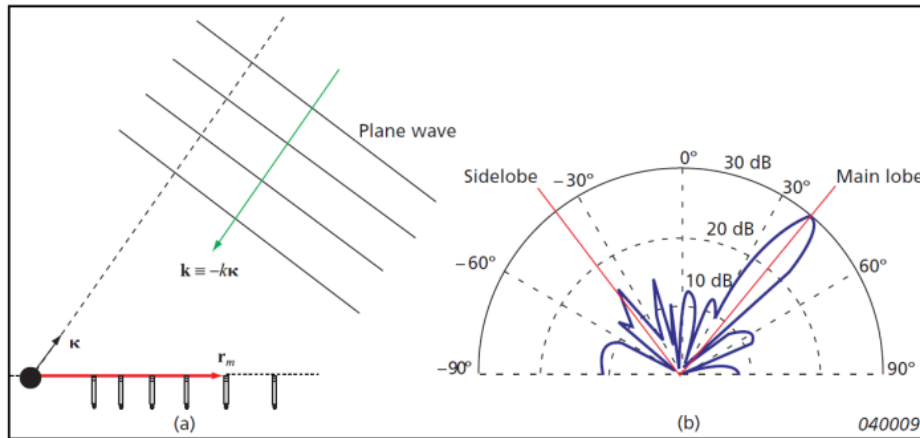 Plane wave
k ≡ −kκ
κ
r_m
(a)
Sidelobe
−30°
0°
30 dB
30°
Main lobe
20 dB
−60°
10 dB
60°
−90°
90°
(b)
040009